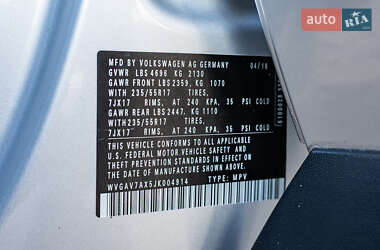 auto RIA
MFD BY VOLKSWAGEN AG GERMANY 04/18
GVWR LBS 4696 KG 2130
GAWR FRONT LBS 2359, KG 1070
WITH 235/55R17 TIRES,
7JX17 RIMS, AT 240 KPA, 35 PSI COLD
GAWR REAR LBS 2447, KG 1110
WITH 235/55R17 TIRES,
7JX17 RIMS, AT 240 KPA, 35 PSI COLD
THIS VEHICLE CONFORMS TO ALL APPLICABLE
U.S. FEDERAL MOTOR VEHICLE SAFETY
STANDARDS IN EFFECT ON THE DATE OF
MANUFACTURE SHOWN ABOVE
WVGAV7AX5JK004914 TYPE: MPV